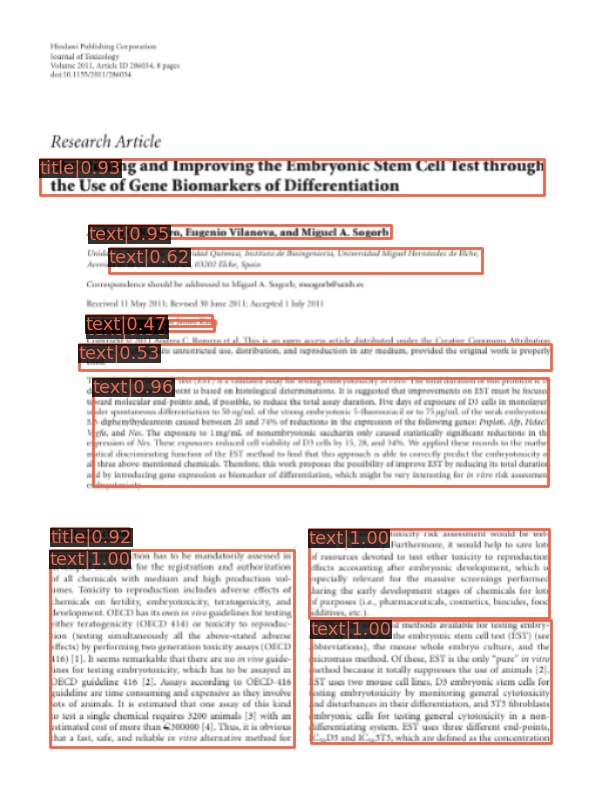 Hindawi Publishing Corporation
Journal of Toxicology
Volume 2011, Article ID 286034, 8 pages
doi:10.1155/2011/286034
Research Article
title|0.93 ng and Improving the Embryonic Stem Cell Test through
the Use of Gene Biomarkers of Differentiation
text|0.95 ro, Eugenio Vilanova, and Miguel A. Sogorb
Unidad Química, Instituto de Bioingeniería, Universidad Miguel Hernández de Elche,
text|0.62 03202 Elche, Spain
Correspondence should be addressed to Miguel A. Sogorb, msogorb@umh.es
Received 11 May 2011; Revised 30 June 2011; Accepted 1 July 2011
text|0.47
Copyright © 2011 Andrea C. Romero et al. This is an open access article distributed under the Creative Commons Attribution
text|0.53 its unrestricted use, distribution, and reproduction in any medium, provided the original work is properly
text|0.96 Test (EST) is a validated assay for testing embryotoxicity in vitro. The total duration of this protocol is
point is based on histological determinations. It is suggested that improvements on EST must be focused
toward molecular end-points and, if possible, to reduce the total assay duration. Five days of exposure of D3 cells in monolayer
under spontaneous differentiation to 50 ng/mL of the strong embryotoxic 5-fluorouracil or to 75 μg/mL of the weak embryotoxic
5,5-diphenylhydantoin caused between 20 and 74% of reductions in the expression of the following genes: Pnpla6, Afp, Hdac7,
Vegfa, and Nes. The exposure to 1 mg/mL of nonembryotoxic saccharin only caused statistically significant reductions in the
expression of Nes. These exposures reduced cell viability of D3 cells by 15, 28, and 34%. We applied these records to the mathe-
matical discriminating function of the EST method to find that this approach is able to correctly predict the embryotoxicity of
all three above-mentioned chemicals. Therefore, this work proposes the possibility of improve EST by reducing its total duration
and by introducing gene expression as biomarker of differentiation, which might be very interesting for in vitro risk assessment
embryotoxicity.
title|0.92
text|1.00 tion has to be mandatorily assessed in
for the registration and authorization
of all chemicals with medium and high production vol-
umes. Toxicity to reproduction includes adverse effects of
chemicals on fertility, embryotoxicity, teratogenicity, and
development. OECD has its own in vivo guidelines for testing
either teratogenicity (OECD 414) or toxicity to reproduc-
tion (testing simultaneously all the above-stated adverse
effects) by performing two generation toxicity assays (OECD
416) [1]. It seems remarkable that there are no in vivo guide-
lines for testing embryotoxicity, which has to be assayed in
OECD guideline 416 [2]. Assays according to OECD-416
guideline are time consuming and expensive as they involve
lots of animals. It is estimated that one assay of this kind
to test a single chemical requires 3200 animals [3] with an
estimated cost of more than €300000 [4]. Thus, it is obvious
that a fast, safe, and reliable in vitro alternative method for
text|1.00 toxicity risk assessment would be wel-
Furthermore, it would help to save lots
of resources devoted to test other toxicity to reproduction
effects accounting after embryonic development, which is
especially relevant for the massive screenings performed
during the early development stages of chemicals for lots
of purposes (i.e., pharmaceuticals, cosmetics, biocides, food
additives, etc.).
text|1.00 d methods available for testing embry-
the embryonic stem cell test (EST) (see
abbreviations), the mouse whole embryo culture, and the
micromass method. Of these, EST is the only "pure" in vitro
method because it totally suppresses the use of animals [2].
EST uses two mouse cell lines, D3 embryonic stem cells for
testing embryotoxicity by monitoring general cytotoxicity
and disturbances in their differentiation, and 3T3 fibroblasts
embryonic cells for testing general cytotoxicity in a non-
differentiating system. EST uses three different end-points,
IC50D3 and IC503T3, which are defined as the concentration